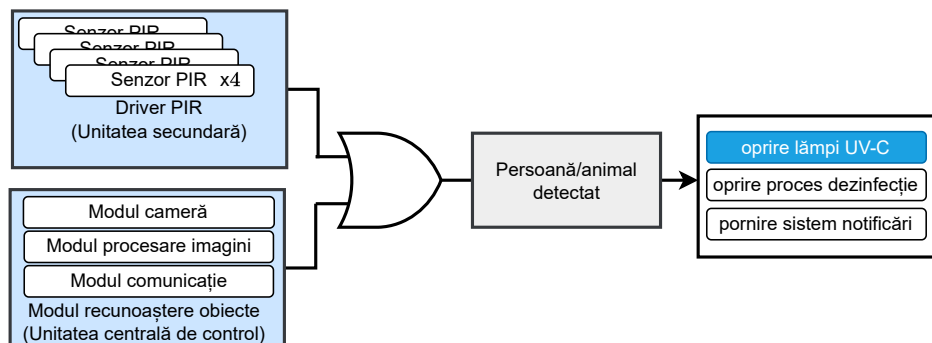 Senzor PIR
Senzor PIR
Senzor PIR
Senzor PIR x4
Driver PIR
(Unitatea secundară)
Modul cameră
Modul procesare imagini
Modul comunicație
Modul recunoaștere obiecte
(Unitatea centrală de control)
Persoană/animal
detectat
oprire lămpi UV-C
oprire proces dezinfecție
pornire sistem notificări